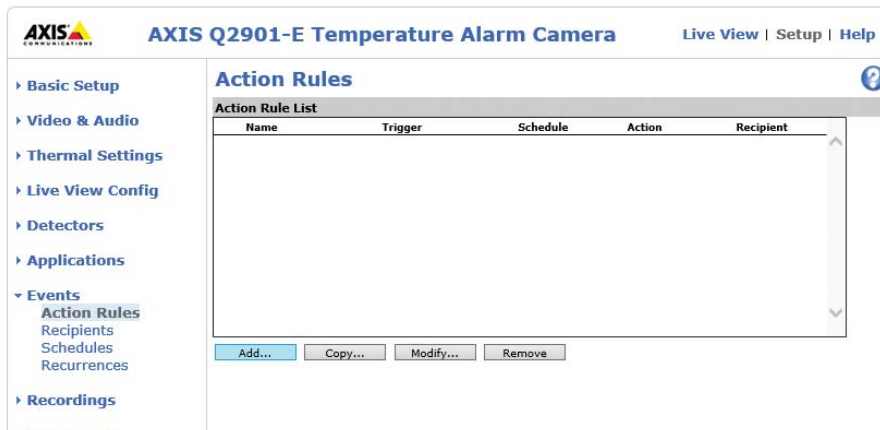 AXIS
COMMUNICATIONS
AXIS Q2901-E Temperature Alarm Camera
Live View | Setup | Help
Basic Setup
Video & Audio
Thermal Settings
Live View Config
Detectors
Applications
Events
Action Rules
Recipients
Schedules
Recurrences
Recordings
Action Rules
?
Action Rule List
Name Trigger Schedule Action Recipient
Add... Copy... Modify... Remove